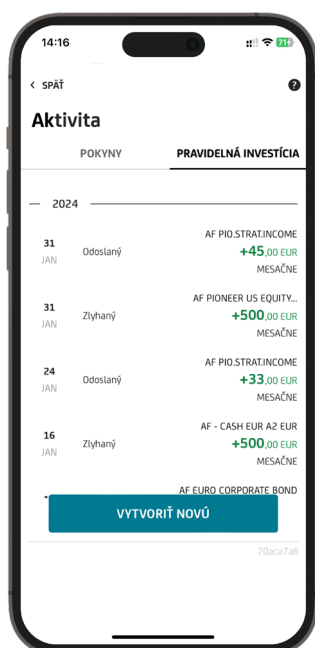 14:16
71
< SPÄŤ
?
Aktivita
POKYNY
PRAVIDELNÁ INVESTÍCIA
2024
31 JAN
Odoslaný
AF PIO.STRAT.INCOME
+45,00 EUR
MESAČNE
31 JAN
Zlyhaný
AF PIONEER US EQUITY...
+500,00 EUR
MESAČNE
24 JAN
Odoslaný
AF PIO.STRAT.INCOME
+33,00 EUR
MESAČNE
16 JAN
Zlyhaný
AF - CASH EUR A2 EUR
+500,00 EUR
MESAČNE
AF EURO CORPORATE BOND
VYTVORIŤ NOVÚ
70aca7a6